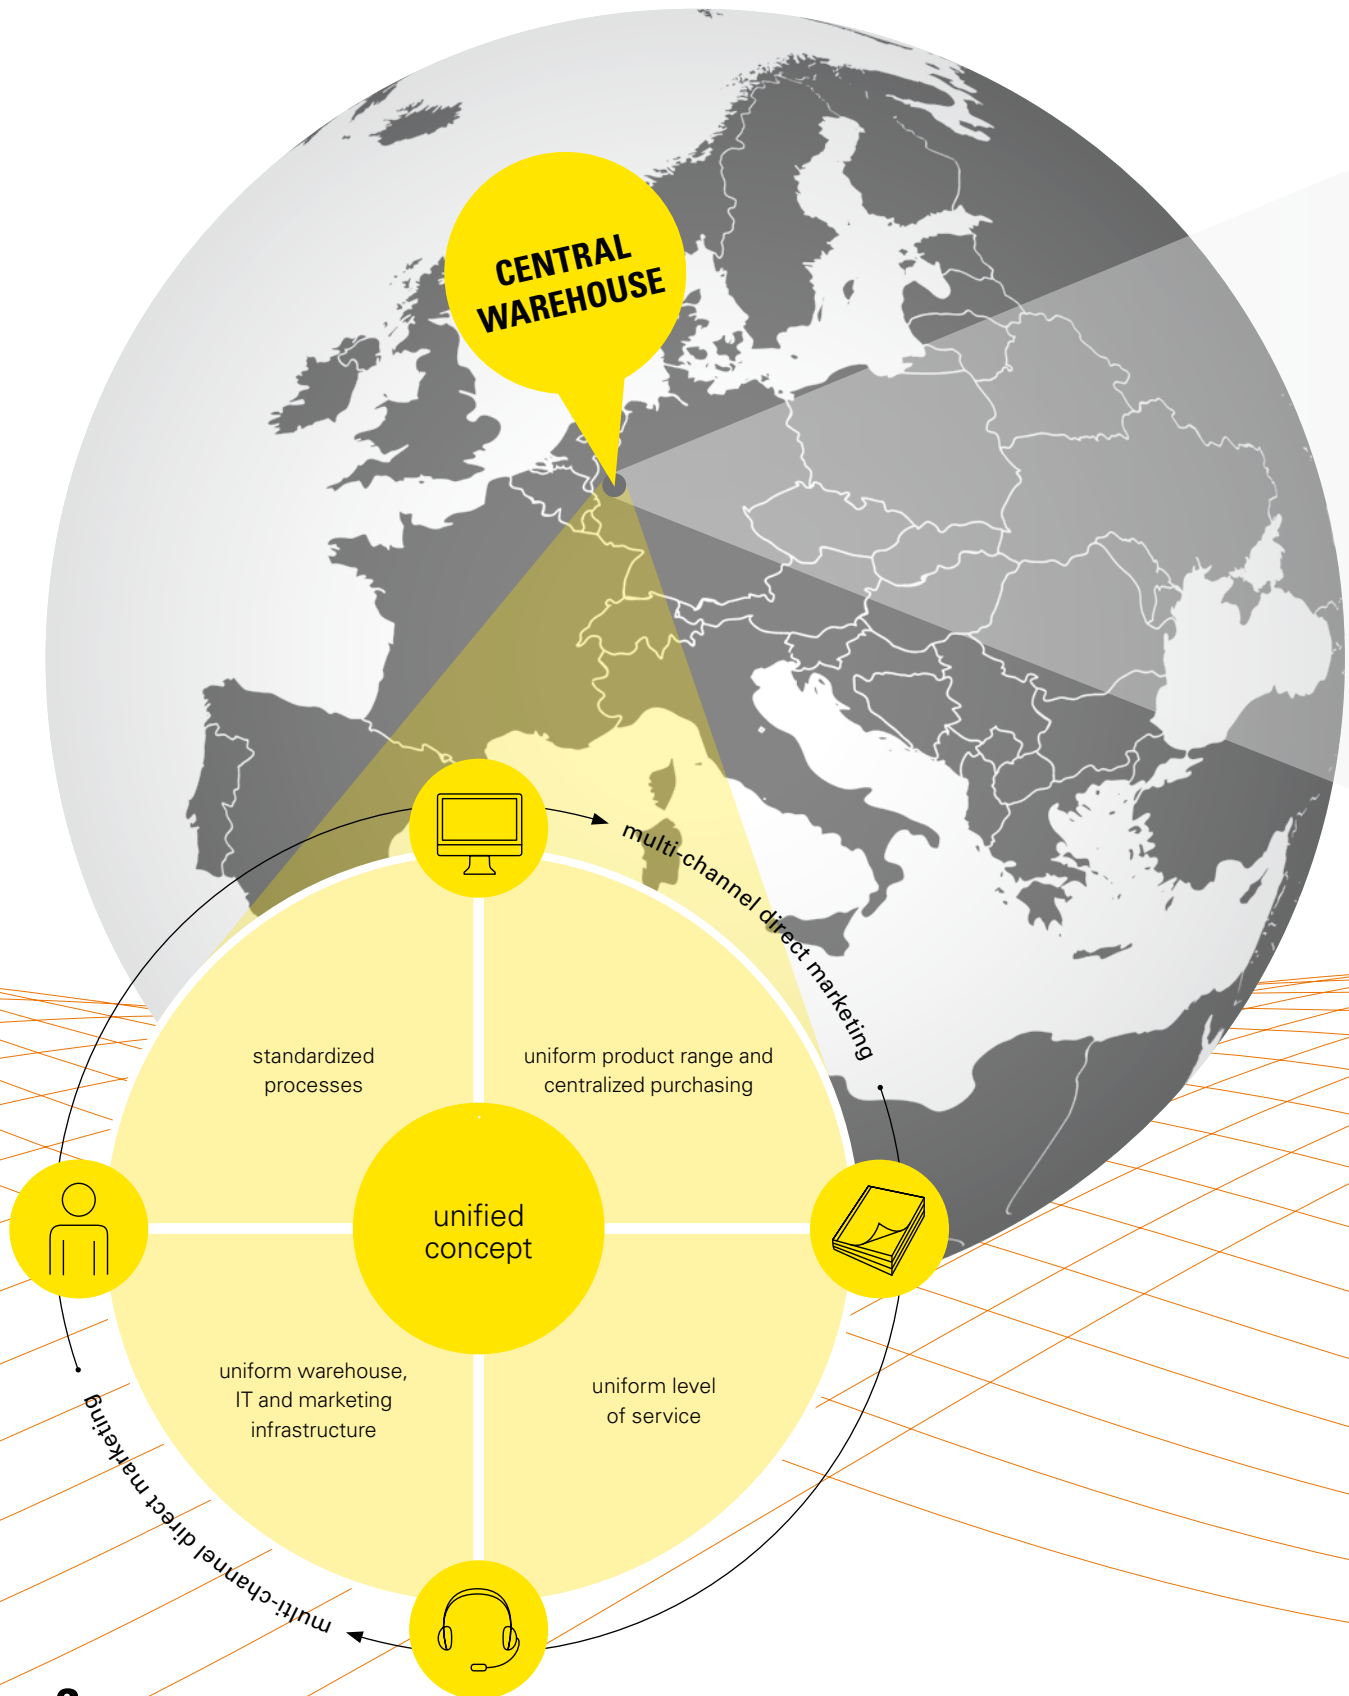 CENTRAL
WAREHOUSE
multi-channel direct marketing
standardized
processes
uniform product range and
centralized purchasing
unified
concept
uniform warehouse,
IT and marketing
infrastructure
uniform level
of service
multi-channel direct marketing